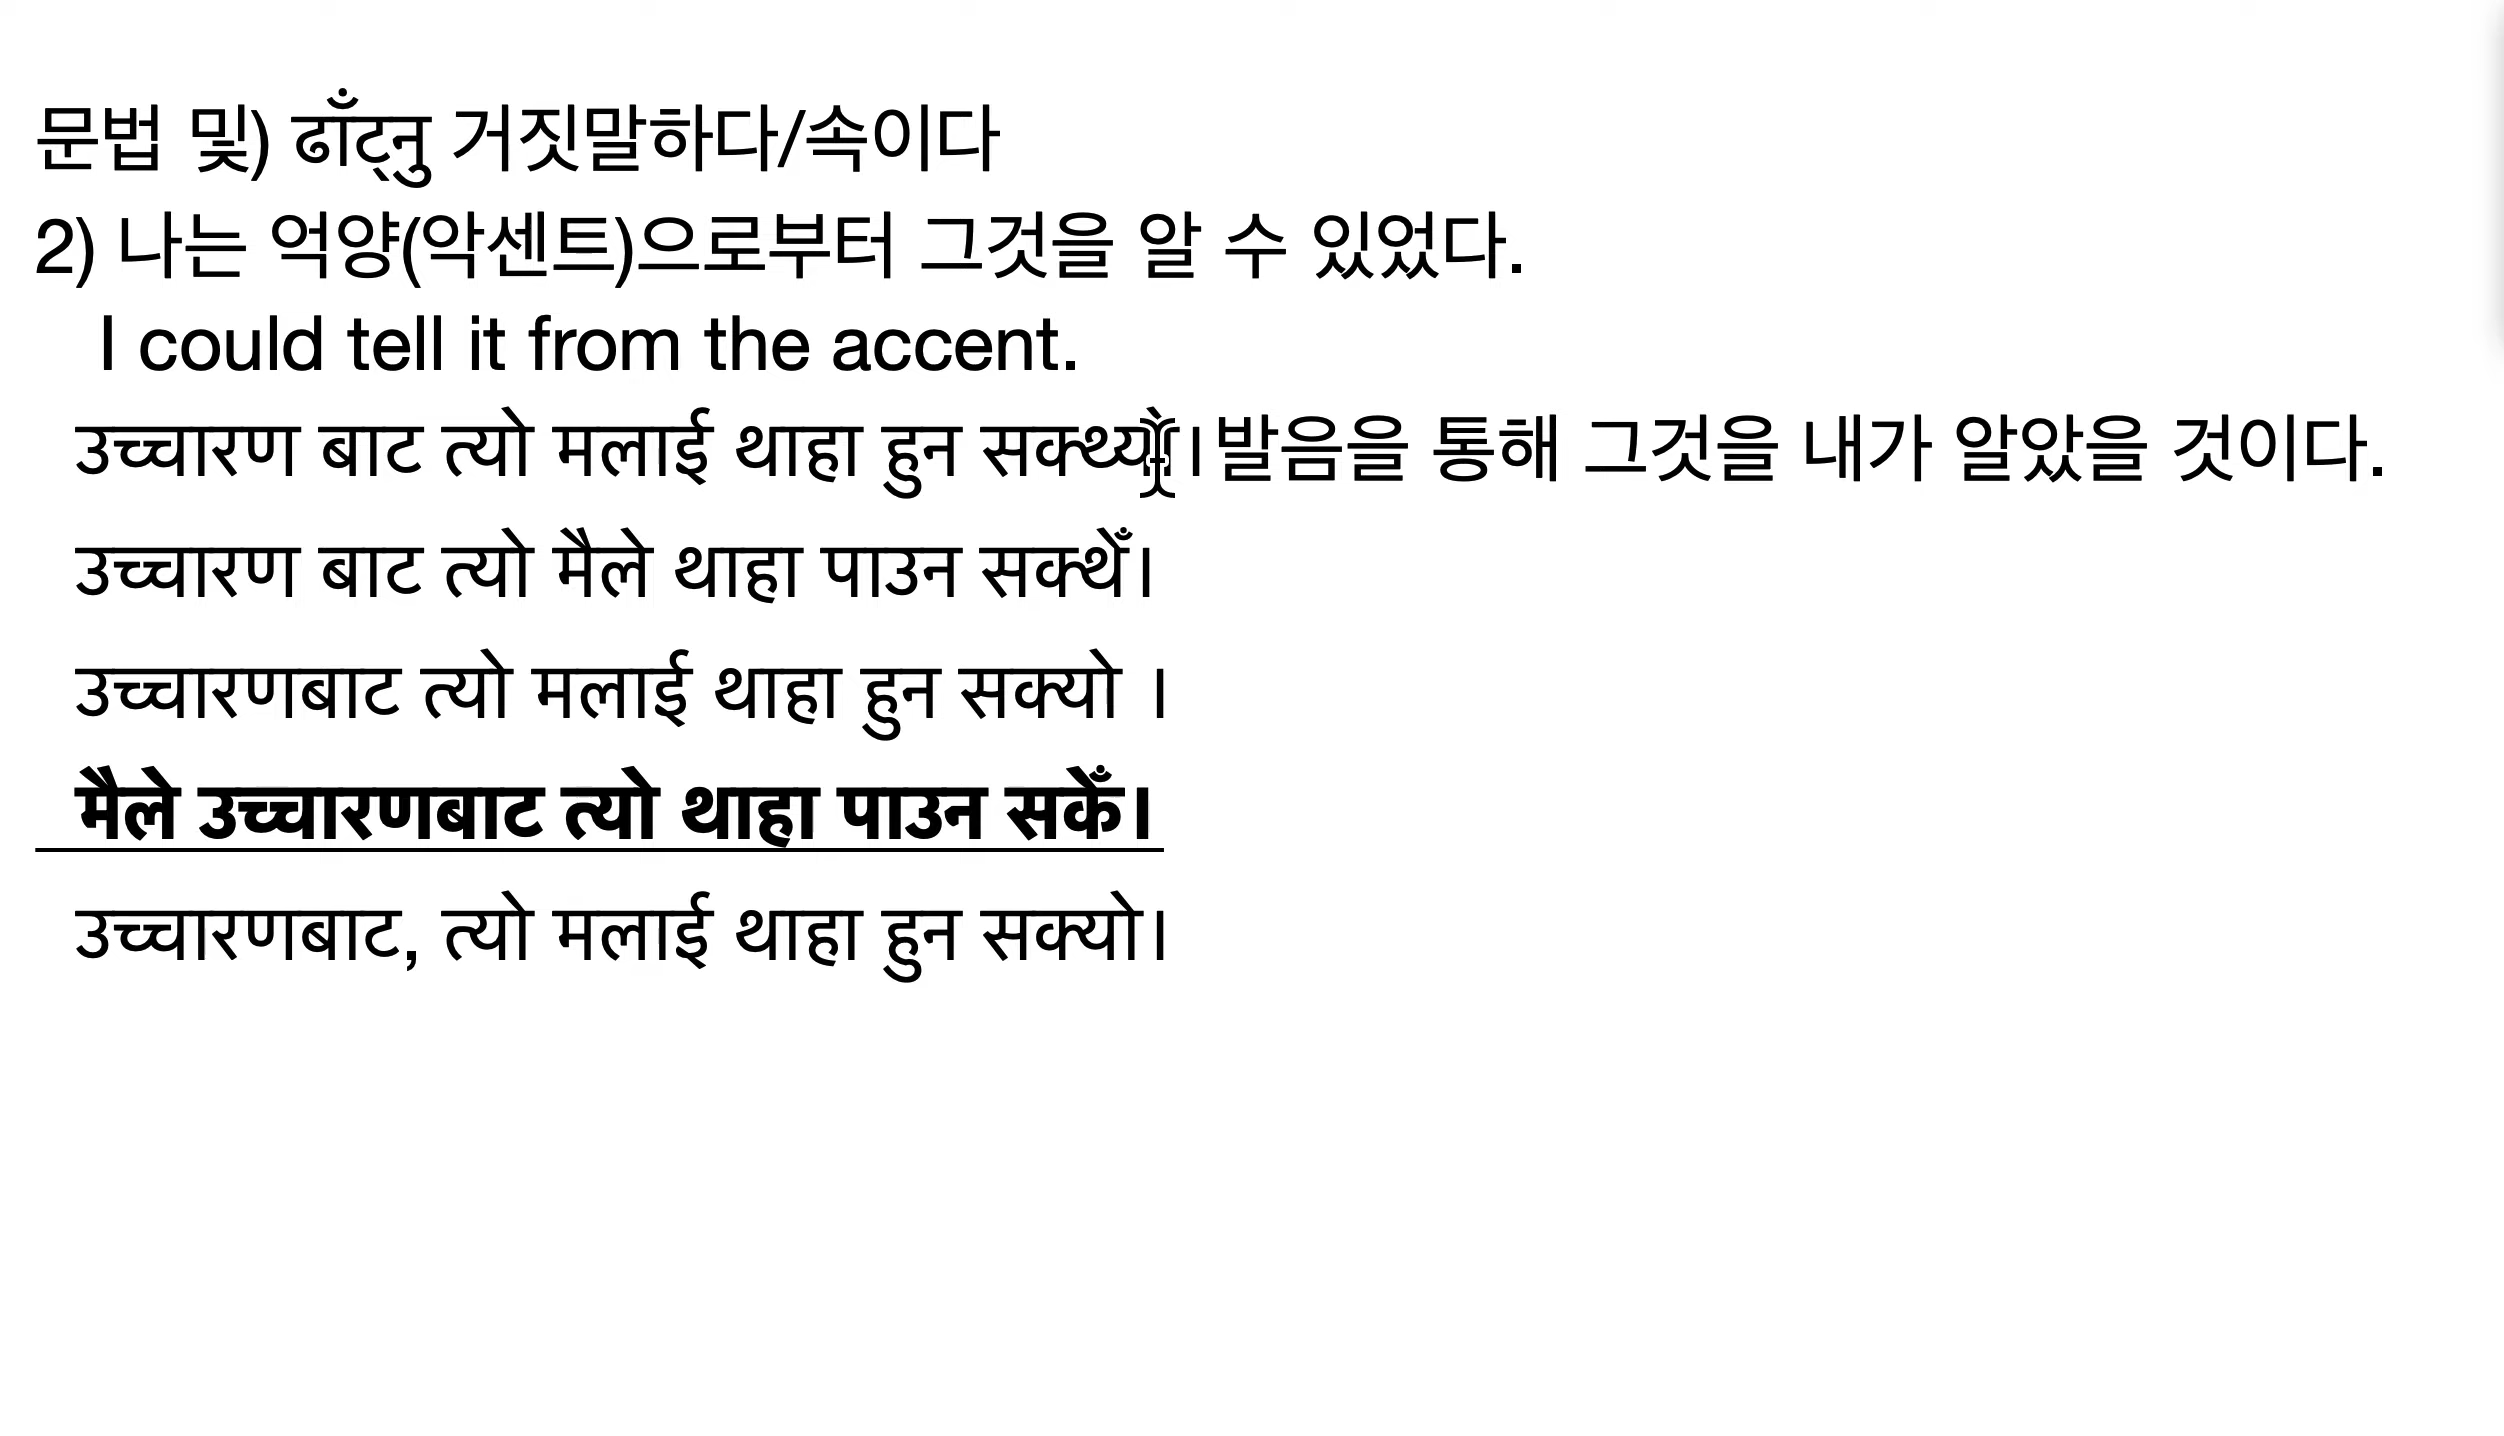 문법 및) ढाँट्नु 거짓말하다/속이다
2) 나는 억양(악센트)으로부터 그것을 알 수 있었다.
I could tell it from the accent.
उच्चारण बाट त्यो मलाई थाहा हुन सक्थ्यो। 발음을 통해 그것을 내가 알았을 것이다.
उच्चारण बाट त्यो मैले थाहा पाउन सक्थेँ।
उच्चारणबाट त्यो मलाई थाहा हुन सक्यो ।
मैले उच्चारणबाट त्यो थाहा पाउन सकेँ।
उच्चारणबाट, त्यो मलाई थाहा हुन सक्यो।